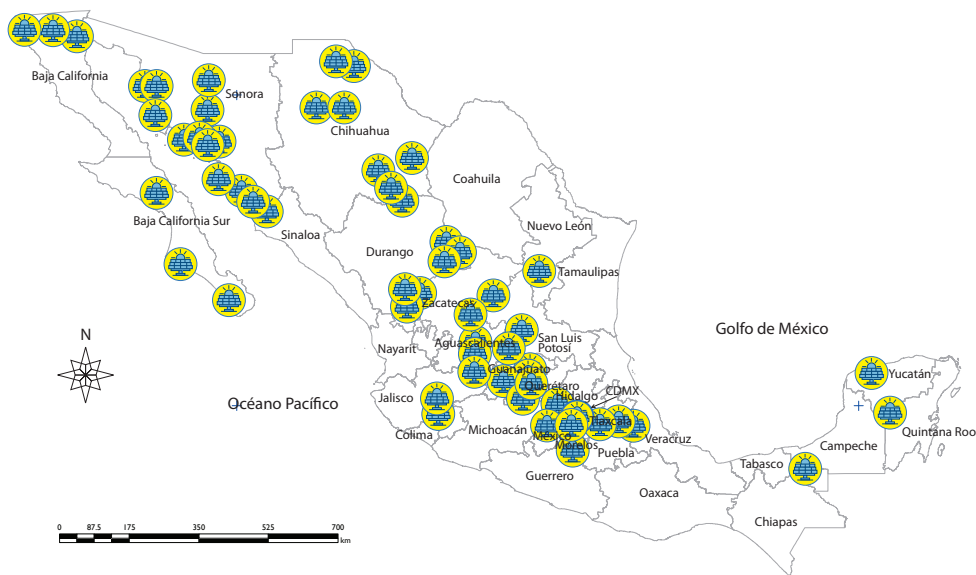 Baja California
Sonora
Chihuahua
Coahuila
Baja California Sur
Sinaloa
Nuevo León
Durango
Tamaulipas
Zacatecas
N
Golfo de México
San Luis
Potosí
Aguascalientes
Nayarit
Guanajuato
Yucatán
Querétaro
CDMX
Hidalgo
Jalisco
Océano Pacífico
Tlaxcala
Michoacán
Colima
México
Veracruz
Quintana Roo
Morelos
Puebla
Campeche
Tabasco
Guerrero
Oaxaca
Chiapas
0 87.5 175 350 525 700
km